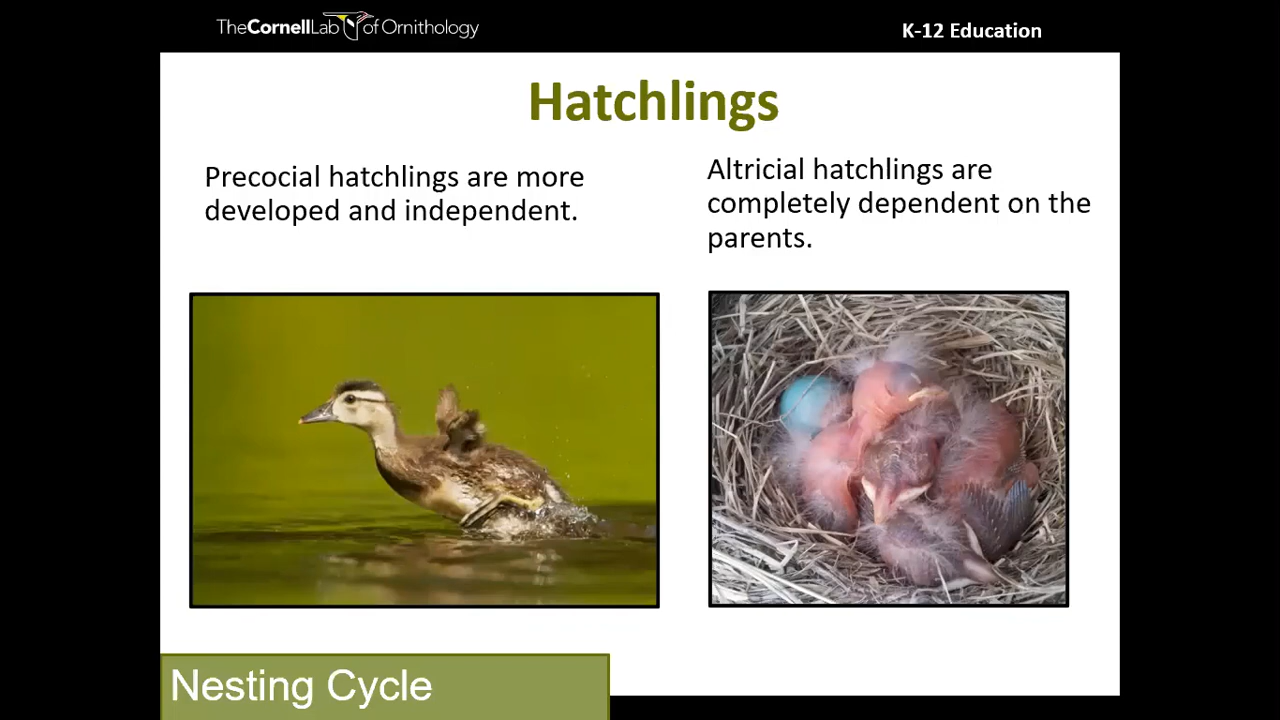 TheCornellLab of Ornithology
K-12 Education
Hatchlings
Precocial hatchlings are more
developed and independent.
Altricial hatchlings are
completely dependent on the
parents.
Nesting Cycle